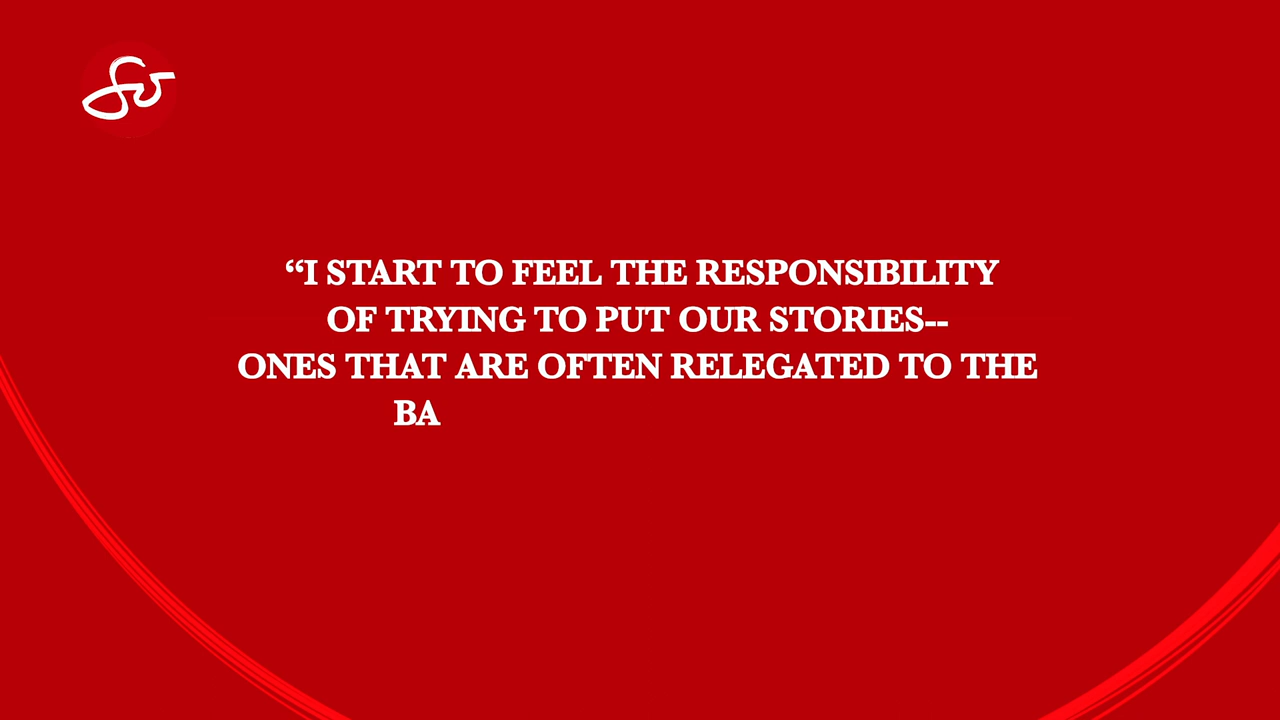 “I START TO FEEL THE RESPONSIBILITY
OF TRYING TO PUT OUR STORIES--
ONES THAT ARE OFTEN RELEGATED TO THE
BA